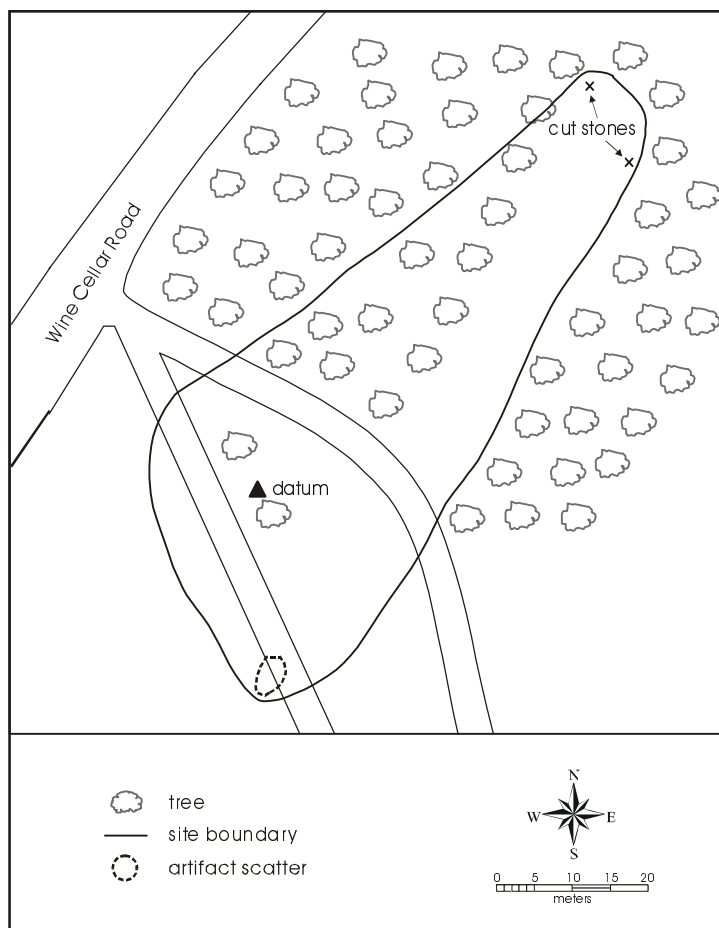 cut stones
Wine Cellar Road
datum
tree
site boundary
artifact scatter
N
W E
S
0 5 10 15 20
meters